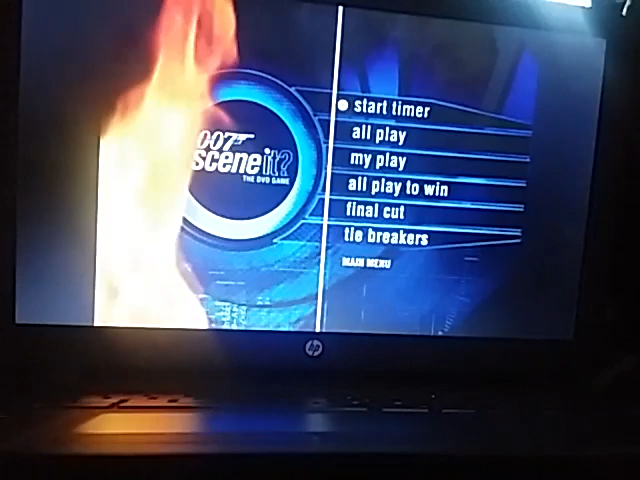 007
scene it?
THE DVD GAME
start timer
all play
my play
all play to win
final cut
tie breakers
MAIN MENU
hp